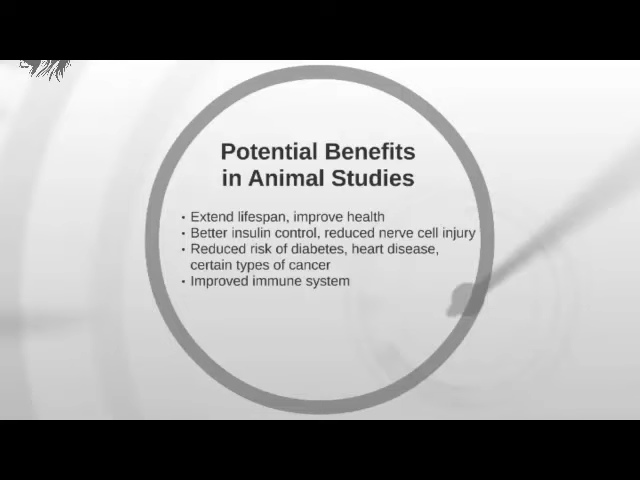 Potential Benefits
in Animal Studies
• Extend lifespan, improve health
• Better insulin control, reduced nerve cell injury
• Reduced risk of diabetes, heart disease,
certain types of cancer
• Improved immune system